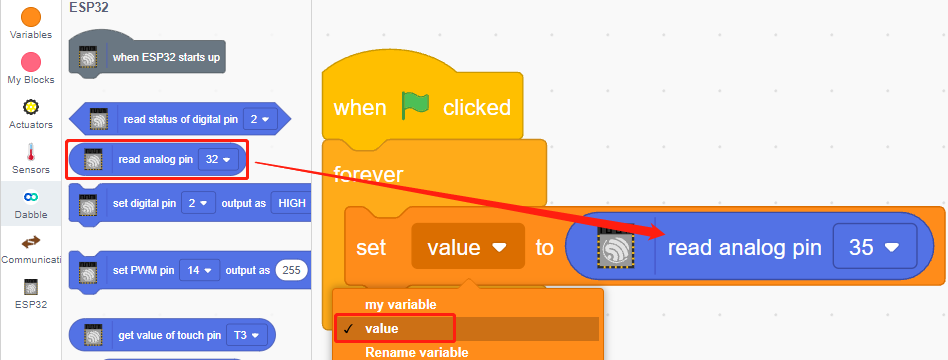 ESP32
Variables
My Blocks
Actuators
Sensors
Dabble
Communicati
ESP32
when ESP32 starts up
read status of digital pin 2
read analog pin 32
set digital pin 2 output as HIGH
set PWM pin 14 output as 255
get value of touch pin T3
when clicked
forever
set value to read analog pin 35
my variable
✓ value
Rename variable